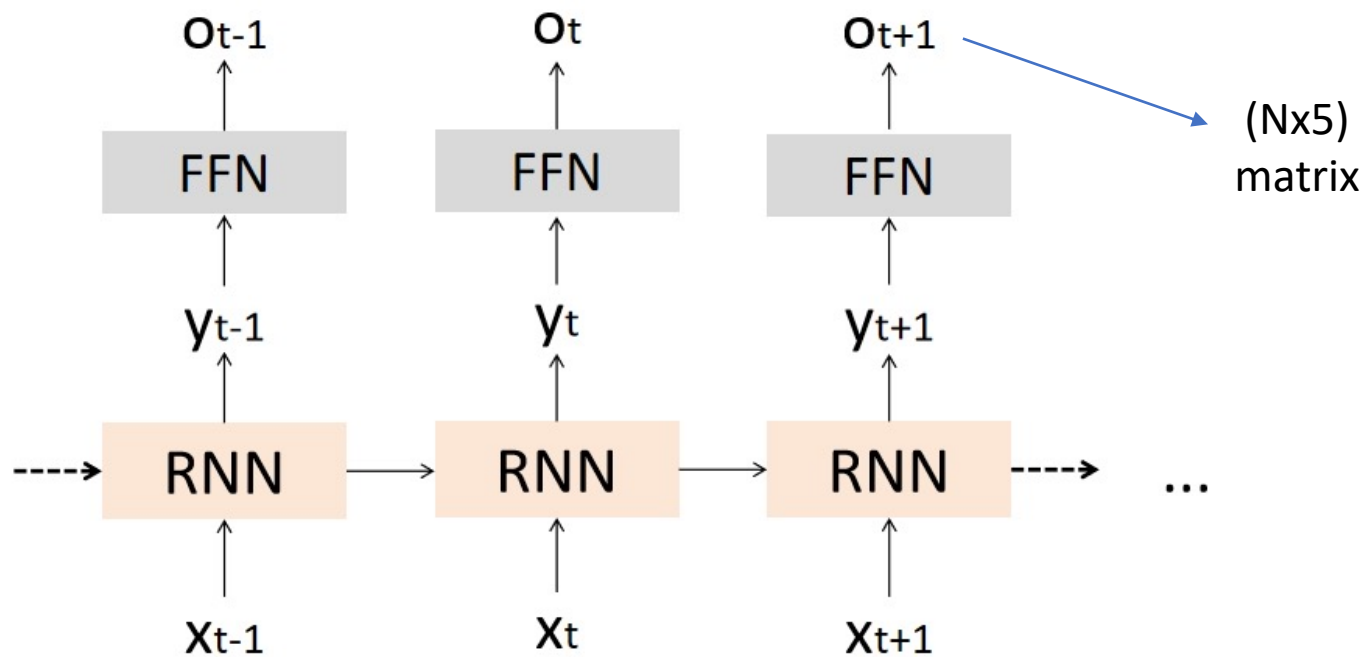 ot-1 ot ot+1
(Nx5)
matrix
FFN FFN FFN
yt-1 yt yt+1
RNN RNN RNN ...
xt-1 xt xt+1